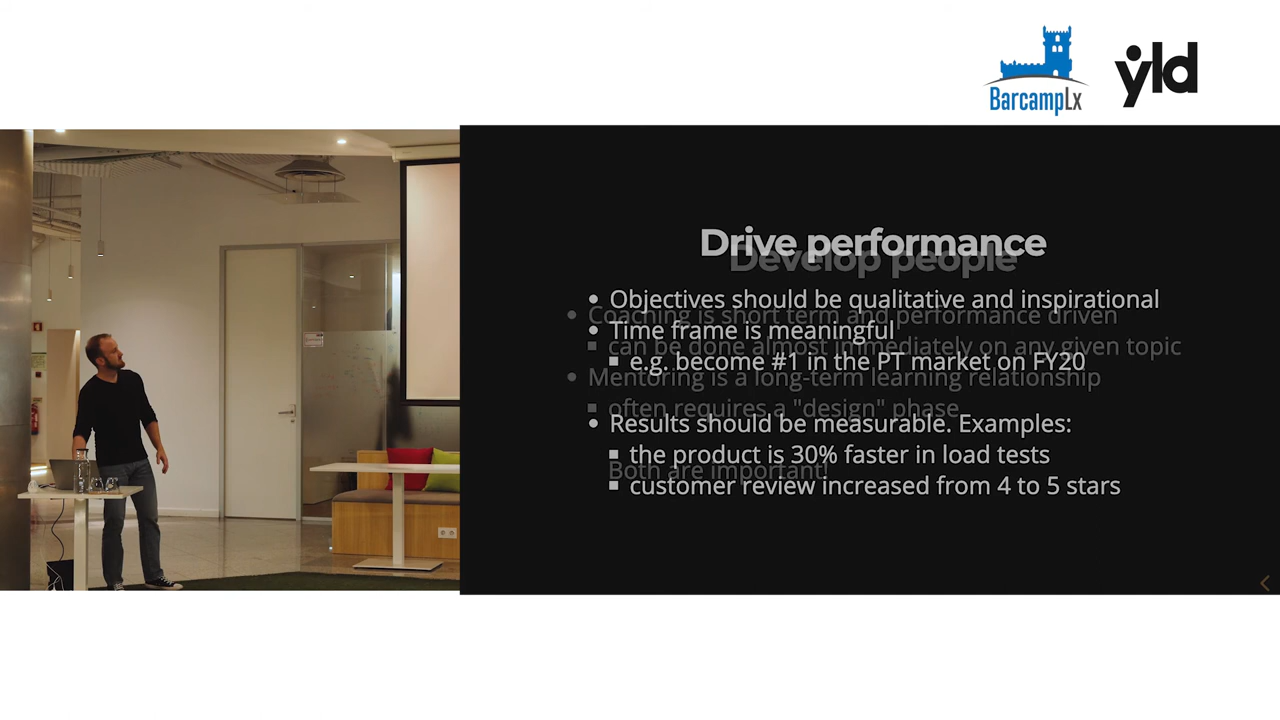 BarcampLx
yld
Drive performance
Develop people
Objectives should be qualitative and inspirational
Coaching is short term and performance driven
Time frame is meaningful
can be done almost immediately on any given topic
e.g. become #1 in the PT market on FY20
Mentoring is a long-term learning relationship
often requires a "design" phase
Results should be measurable. Examples:
the product is 30% faster in load tests
Both are important!
customer review increased from 4 to 5 stars